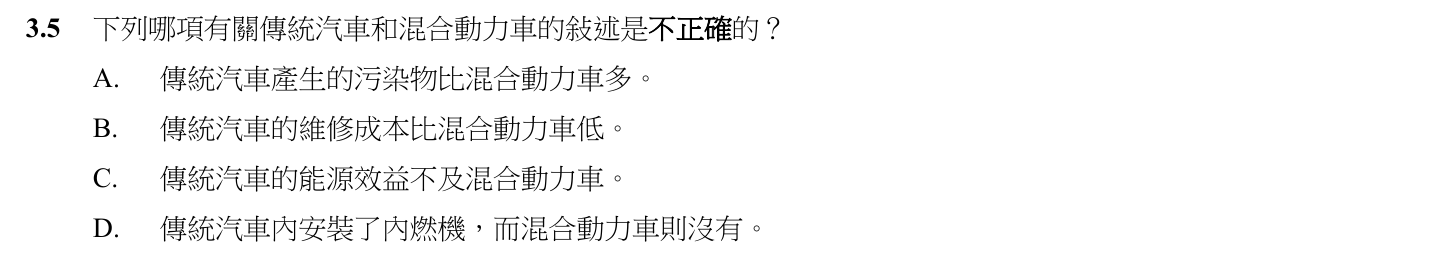 3.5 下列哪項有關傳統汽車和混合動力車的敍述是不正確的？
A. 傳統汽車產生的污染物比混合動力車多。
B. 傳統汽車的維修成本比混合動力車低。
C. 傳統汽車的能源效益不及混合動力車。
D. 傳統汽車內安裝了內燃機，而混合動力車則沒有。